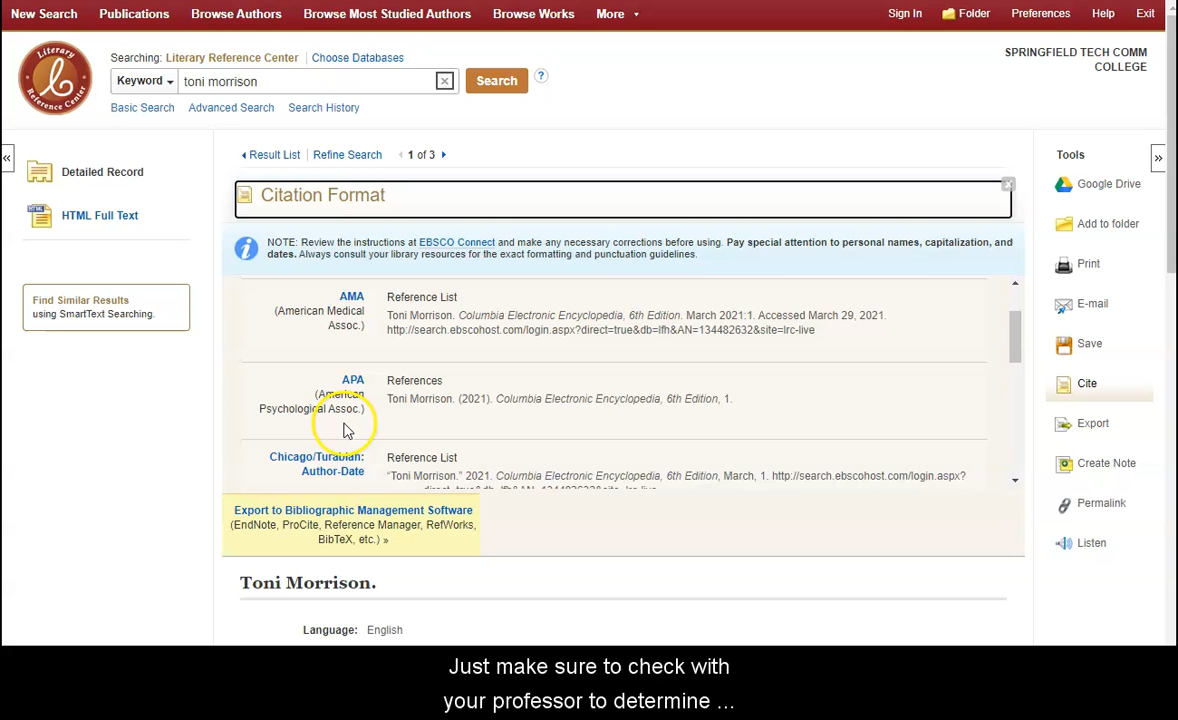 New Search Publications Browse Authors Browse Most Studied Authors Browse Works More Sign In Folder Preferences Help Exit
Literary Reference Center
Searching: Literary Reference Center Choose Databases
SPRINGFIELD TECH COMM
COLLEGE
Keyword toni morrison Search ?
Basic Search Advanced Search Search History
Detailed Record
HTML Full Text
Find Similar Results
using SmartText Searching.
Result List Refine Search 1 of 3
Citation Format
NOTE: Review the instructions at EBSCO Connect and make any necessary corrections before using. Pay special attention to personal names, capitalization, and
dates. Always consult your library resources for the exact formatting and punctuation guidelines.
AMA
(American Medical
Assoc.)
Reference List
Toni Morrison. Columbia Electronic Encyclopedia, 6th Edition. March 2021:1. Accessed March 29, 2021.
http://search.ebscohost.com/login.aspx?direct=true&db=lfh&AN=134482632&site=lrc-live
APA
(American
Psychological Assoc.)
References
Toni Morrison. (2021). Columbia Electronic Encyclopedia, 6th Edition, 1.
Chicago/Turabian:
Author-Date
Reference List
“Toni Morrison.” 2021. Columbia Electronic Encyclopedia, 6th Edition, March, 1. http://search.ebscohost.com/login.aspx?
direct=true&db=lfh&AN=134482632&site=lrc-live.
Export to Bibliographic Management Software
(EndNote, ProCite, Reference Manager, RefWorks,
BibTeX, etc.) »
Toni Morrison.
Language: English
Tools
Google Drive
Add to folder
Print
E-mail
Save
Cite
Export
Create Note
Permalink
Listen
Just make sure to check with
your professor to determine ...